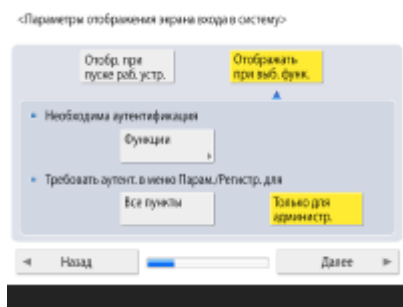 <Параметры отображения экрана входа в систему>
Отобр. при
пуске раб. устр.
Отображать
при выб. функ.
Необходима аутентификация
Функции
Требовать аутент. в меню Парам./Регистр. для
Все пункты
Только для
администр.
Назад
Далее